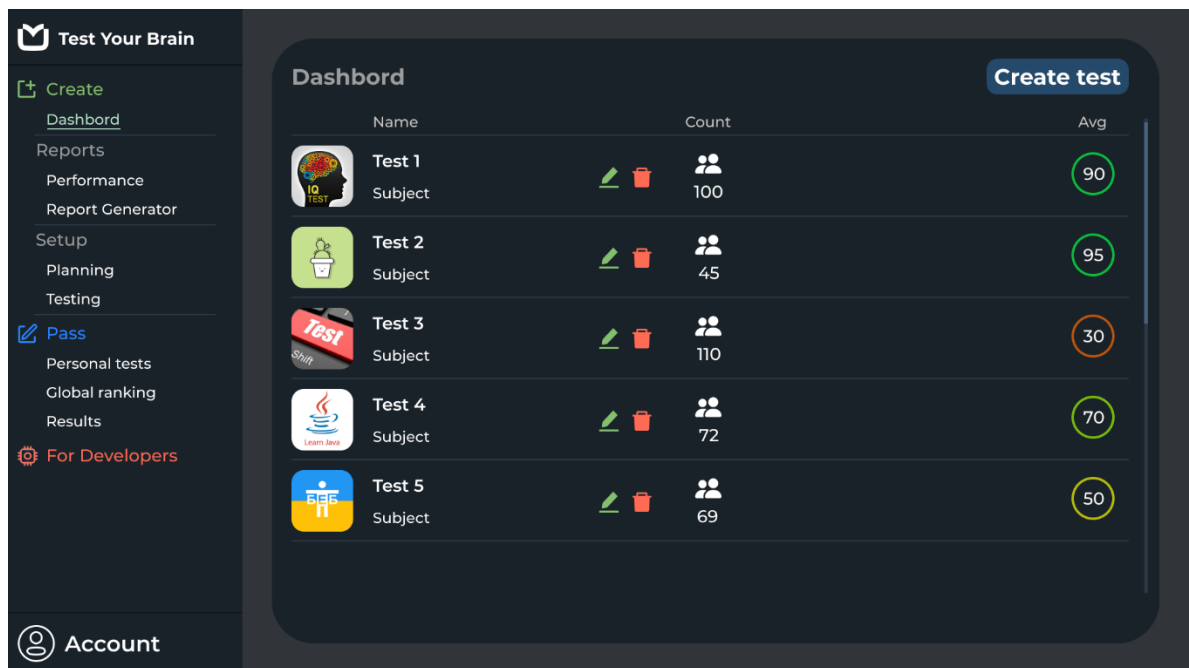 Test Your Brain
Create
Dashbord
Reports
Performance
Report Generator
Setup
Planning
Testing
Pass
Personal tests
Global ranking
Results
For Developers
Account
Dashbord
Create test
Name Count Avg
IQ
TEST
Test 1
Subject
100
90
Test 2
Subject
45
95
Test
Shift
Test 3
Subject
110
30
Learn Java
Test 4
Subject
72
70
БЕБ
П
Test 5
Subject
69
50